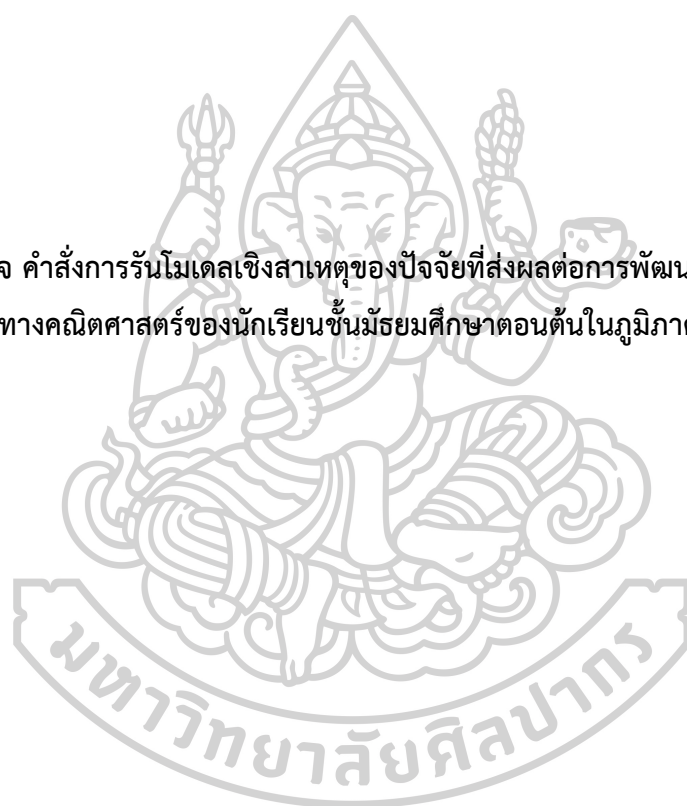 จ คำสั่งการรันโมเดลเชิงสาเหตุของปัจจัยที่ส่งผลต่อการพัฒน
ทางคณิตศาสตร์ของนักเรียนชั้นมัธยมศึกษาตอนต้นในภูมิภาค
มหาวิทยาลัยศิลปากร